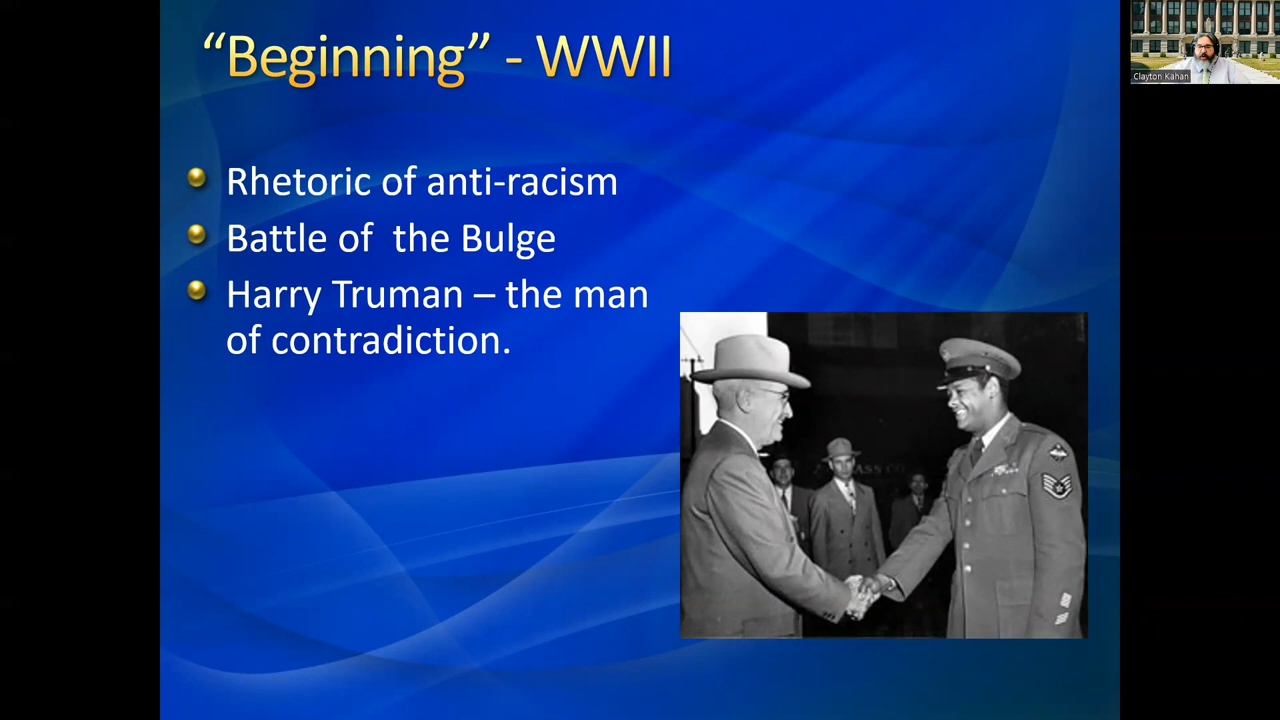 “Beginning” - WWII
Rhetoric of anti-racism
Battle of  the Bulge
Harry Truman – the man
of contradiction.
Clayton Kahan